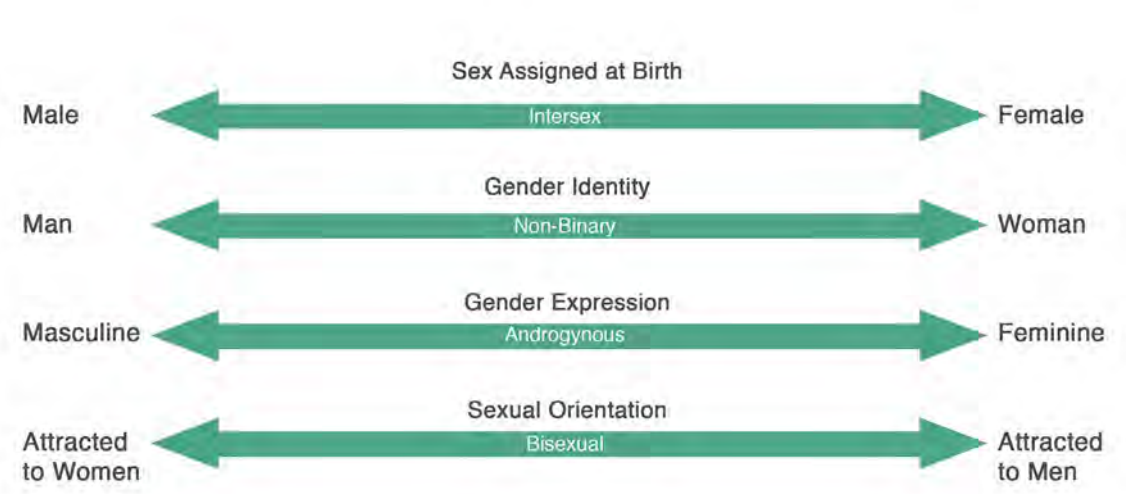 Sex Assigned at Birth
Male
Intersex
Female
Gender Identity
Man
Non-Binary
Woman
Gender Expression
Masculine
Androgynous
Feminine
Sexual Orientation
Attracted
to Women
Bisexual
Attracted
to Men